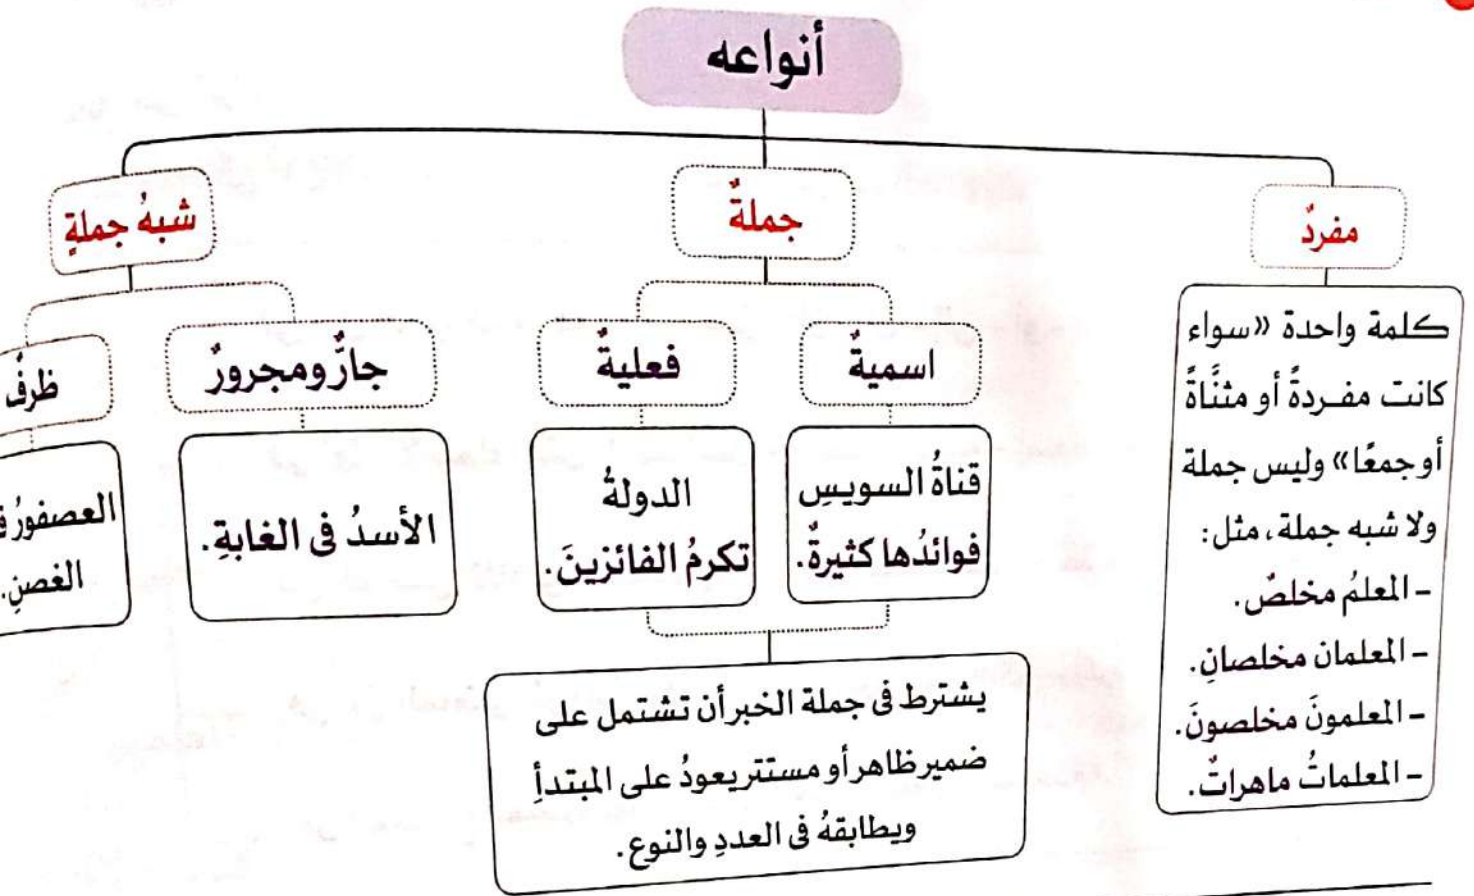 أنواعه
مفردٌ
جملةٌ
شبهُ جملةٍ
كلمة واحدة «سواء
كانت مفردةً أو مثنَّاةً
أو جمعًا» وليس جملة
ولا شبه جملة، مثل:
- المعلمُ مخلصٌ.
- المعلمان مخلصانِ.
- المعلمونَ مخلصونَ.
- المعلماتُ ماهراتٌ.
اسميةٌ
فعليةٌ
جارٌّ ومجرورٌ
ظرفٌ
قناةُ السويسِ
فوائدُها كثيرةٌ.
الدولةُ
تكرمُ الفائزينَ.
الأسدُ فى الغابةِ.
العصفورُ
الغصنِ.
يشترط فى جملة الخبر أن تشتمل على
ضمير ظاهر أو مستتر يعودُ على المبتدأِ
ويطابقهُ فى العددِ والنوع.